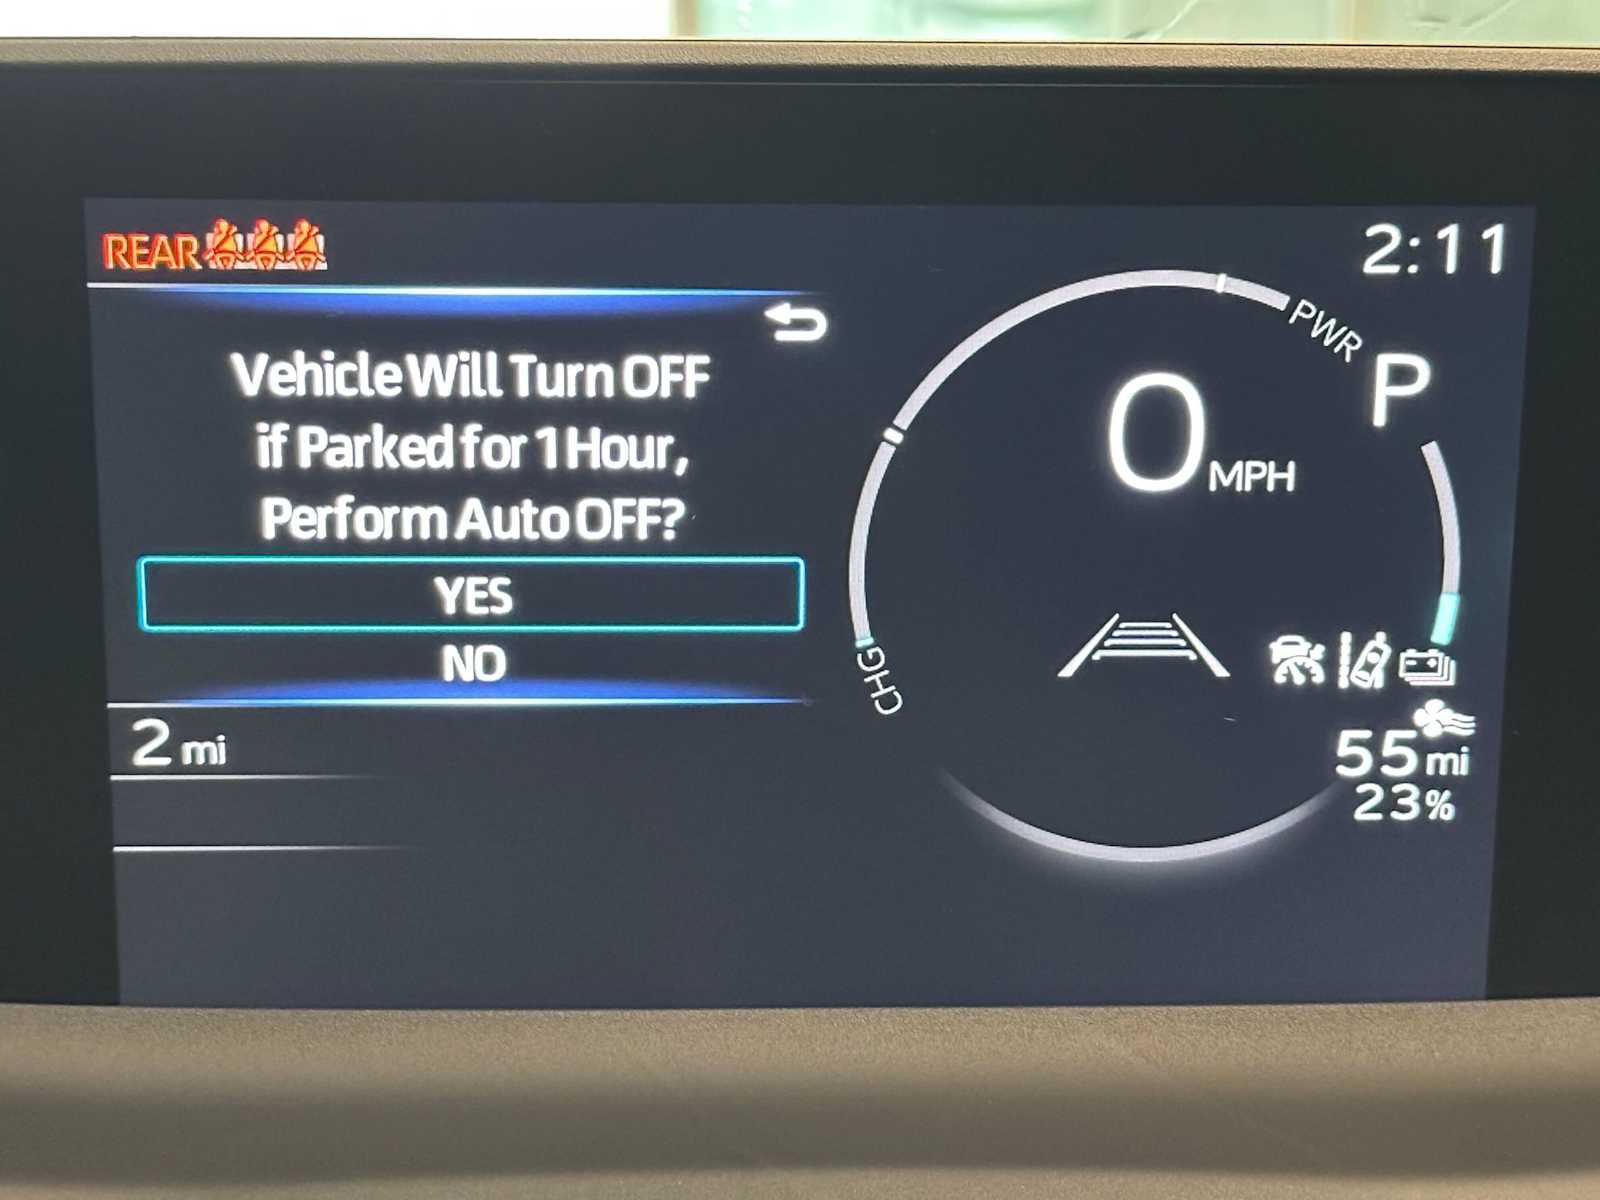 REAR
2:11
Vehicle Will Turn OFF
if Parked for 1 Hour,
Perform Auto OFF?
YES
NO
2 mi
PWR
P
0 MPH
CHG
55 mi
23%